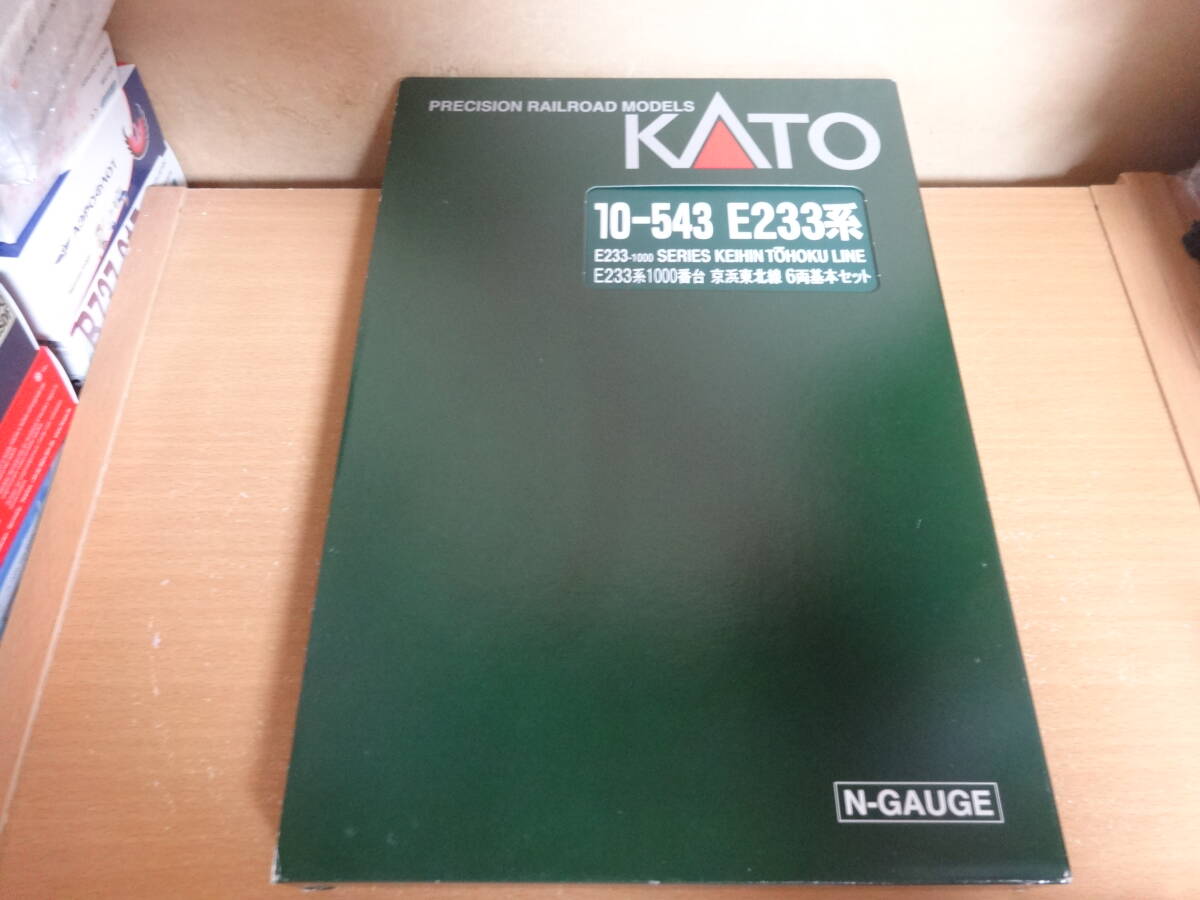 PRECISION RAILROAD MODELS
KATO
10-543 E233系
E233-1000 SERIES KEIHIN TŌHOKU LINE
E233系1000番台 京浜東北線 6両基本セット
N-GAUGE